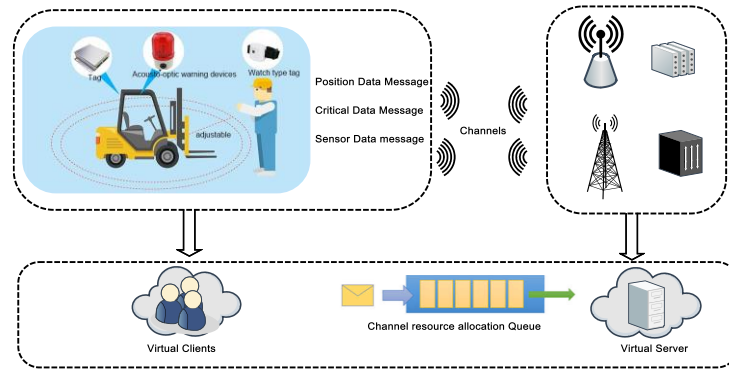 Tag
Acousto-optic warning devices
Watch type tag
adjustable
Position Data Message
Critical Data Message
Sensor Data message
Channels
Channel resource allocation Queue
Virtual Clients
Virtual Server